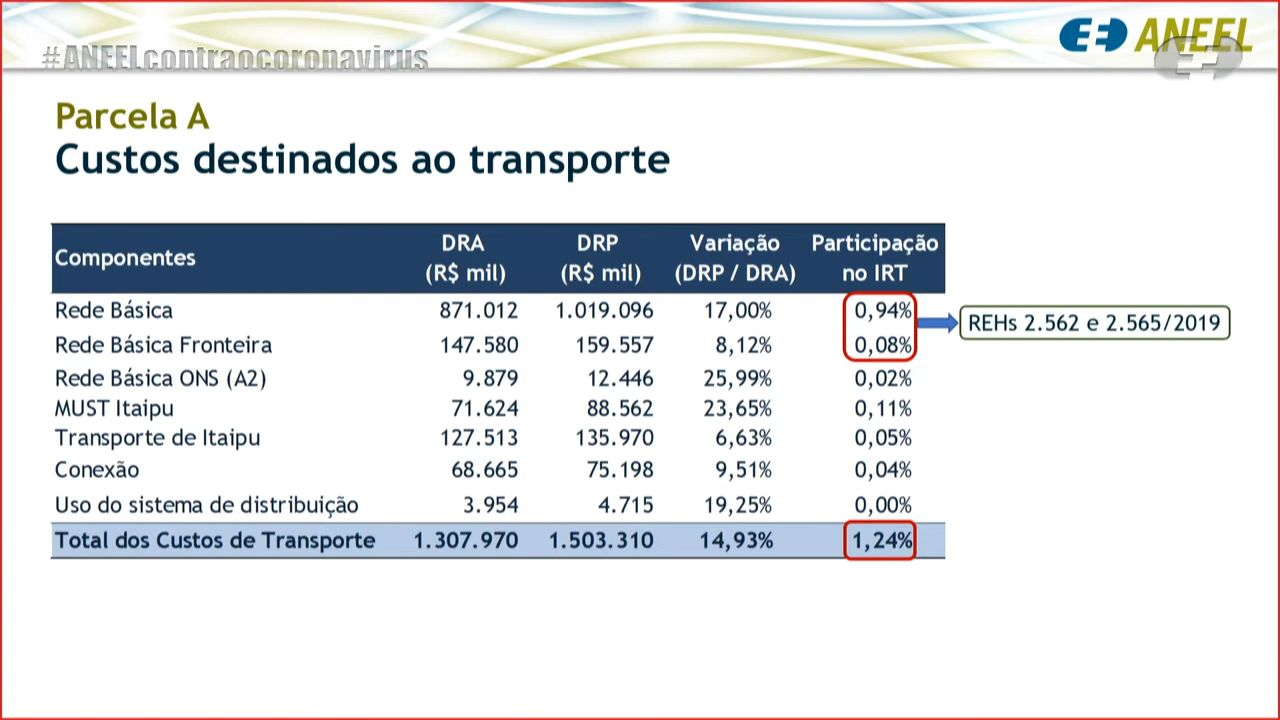 #ANEELcontraocoronavirus
ANEEL
Parcela A
Custos destinados ao transporte
Componentes DRA (R$ mil) DRP (R$ mil) Variação (DRP / DRA) Participação no IRT
Rede Básica 871.012 1.019.096 17,00% 0,94%
REHs 2.562 e 2.565/2019
Rede Básica Fronteira 147.580 159.557 8,12% 0,08%
Rede Básica ONS (A2) 9.879 12.446 25,99% 0,02%
MUST Itaipu 71.624 88.562 23,65% 0,11%
Transporte de Itaipu 127.513 135.970 6,63% 0,05%
Conexão 68.665 75.198 9,51% 0,04%
Uso do sistema de distribuição 3.954 4.715 19,25% 0,00%
Total dos Custos de Transporte 1.307.970 1.503.310 14,93% 1,24%